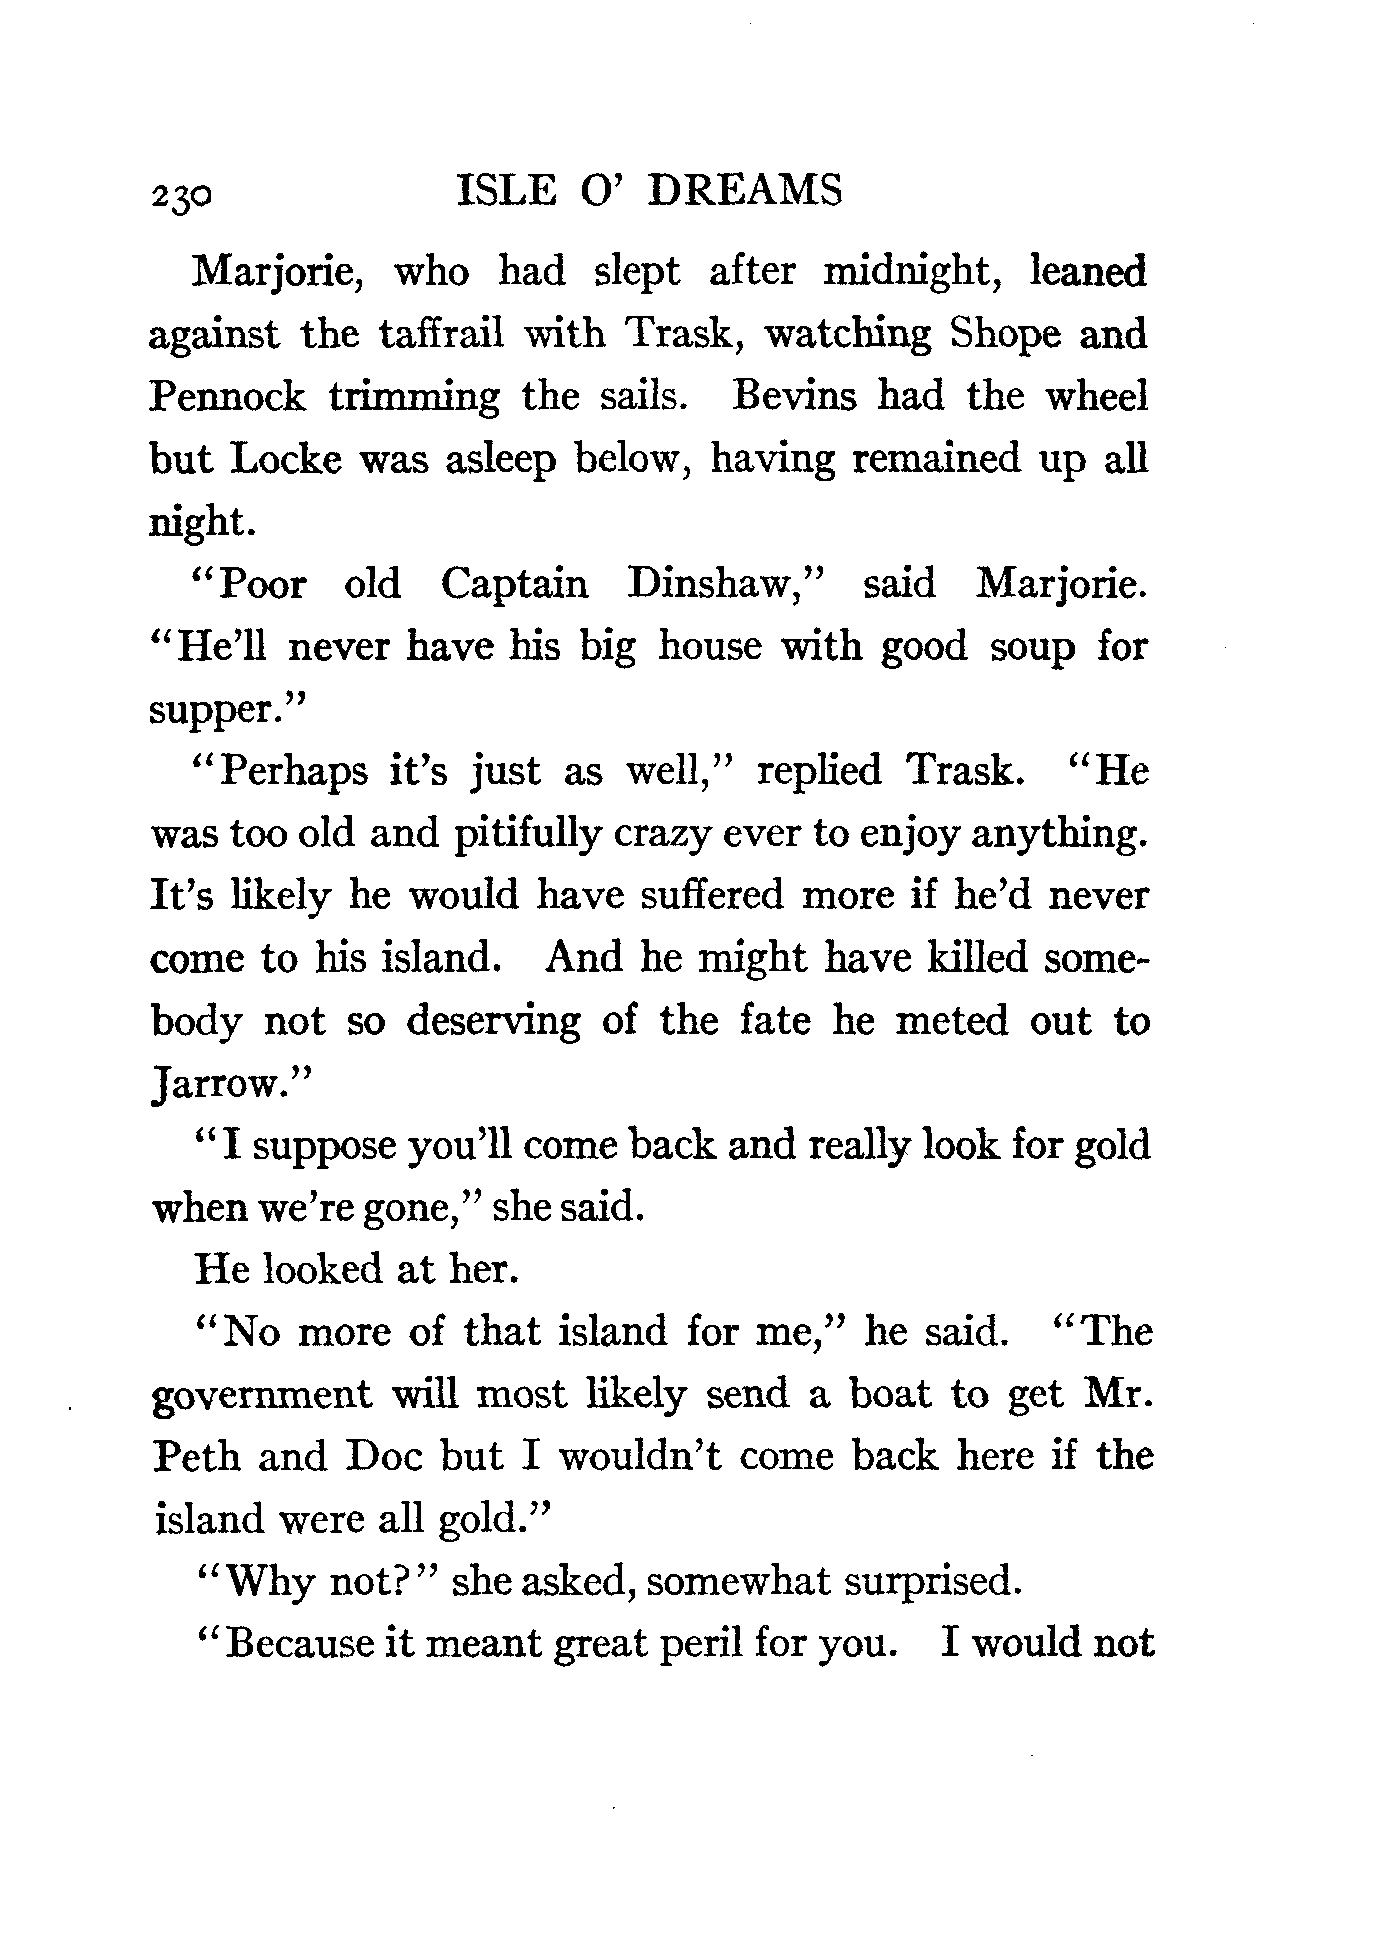 230 ISLE O' DREAMS
Marjorie, who had slept after midnight, leaned
against the taffrail with Trask, watching Shope and
Pennock trimming the sails. Bevins had the wheel
but Locke was asleep below, having remained up all
night.
"Poor old Captain Dinshaw," said Marjorie.
"He'll never have his big house with good soup for
supper."
"Perhaps it's just as well," replied Trask. "He
was too old and pitifully crazy ever to enjoy anything.
It's likely he would have suffered more if he'd never
come to his island. And he might have killed some-
body not so deserving of the fate he meted out to
Jarrow."
"I suppose you'll come back and really look for gold
when we're gone," she said.
He looked at her.
"No more of that island for me," he said. "The
government will most likely send a boat to get Mr.
Peth and Doc but I wouldn't come back here if the
island were all gold."
"Why not?" she asked, somewhat surprised.
"Because it meant great peril for you. I would not